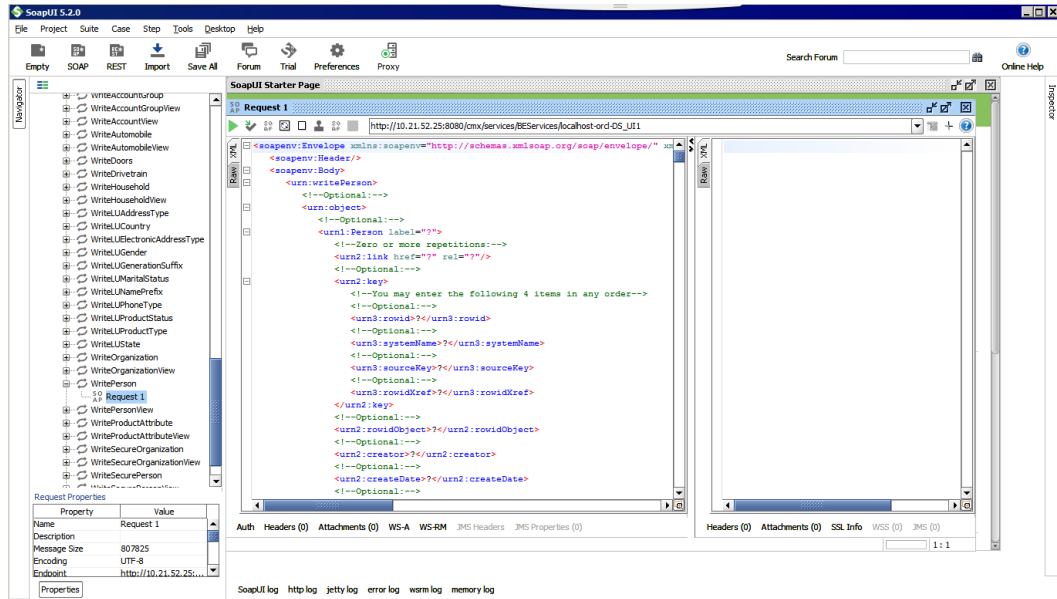 SoapUI 5.2.0
File Project Suite Case Step Tools Desktop Help
Empty SOAP REST Import Save All Forum Trial Preferences Proxy
Search Forum
Online Help
Navigator
Inspector
WriteAccountGroup
WriteAccountGroupView
WriteAccountView
WriteAutomobile
WriteAutomobileView
WriteDoors
WriteDrivetrain
WriteHousehold
WriteHouseholdView
WriteLUAddressType
WriteLUCountry
WriteLUElectronicAddressType
WriteLUGender
WriteLUGenerationSuffix
WriteLUMaritalStatus
WriteLUNamePrefix
WriteLUPhoneType
WriteLUProductStatus
WriteLUProductType
WriteLUState
WriteOrganization
WriteOrganizationView
WritePerson
SOAP Request 1
WritePersonView
WriteProductAttribute
WriteProductAttributeView
WriteSecureOrganization
WriteSecureOrganizationView
WriteSecurePerson
WriteSecurePersonView
Request Properties
Property Value
Name Request 1
Description
Message Size 807825
Encoding UTF-8
Endpoint http://10.21.52.25:...
Properties
SoapUI Starter Page
SOAP Request 1
http://10.21.52.25:8080/cmx/services/BEServices/localhost-orcl-DS_UI1
XML
Raw
<soapenv:Envelope xmlns:soapenv="http://schemas.xmlsoap.org/soap/envelope/" xm
<soapenv:Header/>
<soapenv:Body>
<urn:writePerson>
<!--Optional:-->
<urn:object>
<!--Optional:-->
<urn1:Person label="?">
<!--Zero or more repetitions:-->
<urn2:link href="?" rel="?"/>
<!--Optional:-->
<urn2:key>
<!--You may enter the following 4 items in any order-->
<!--Optional:-->
<urn3:rowid>?</urn3:rowid>
<!--Optional:-->
<urn3:systemName>?</urn3:systemName>
<!--Optional:-->
<urn3:sourceKey>?</urn3:sourceKey>
<!--Optional:-->
<urn3:rowidXref>?</urn3:rowidXref>
</urn2:key>
<!--Optional:-->
<urn2:rowidObject>?</urn2:rowidObject>
<!--Optional:-->
<urn2:creator>?</urn2:creator>
<!--Optional:-->
<urn2:createDate>?</urn2:createDate>
<!--Optional:-->
Auth Headers (0) Attachments (0) WS-A WS-RM JMS Headers JMS Properties (0)
XML
Raw
Headers (0) Attachments (0) SSL Info WSS (0) JMS (0)
1 : 1
SoapUI log http log jetty log error log wsrm log memory log